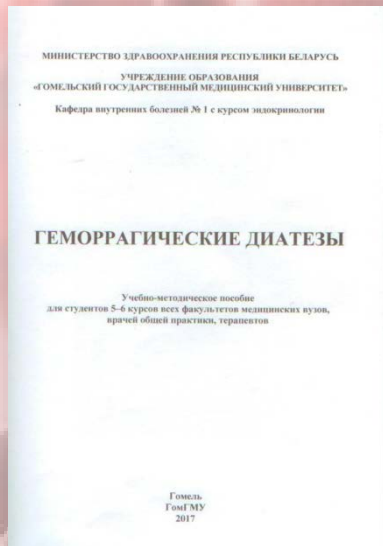 МИНИСТЕРСТВО ЗДРАВООХРАНЕНИЯ РЕСПУБЛИКИ БЕЛАРУСЬ
УЧРЕЖДЕНИЕ ОБРАЗОВАНИЯ
«ГОМЕЛЬСКИЙ ГОСУДАРСТВЕННЫЙ МЕДИЦИНСКИЙ УНИВЕРСИТЕТ»
Кафедра внутренних болезней № 1 с курсом эндокринологии
ГЕМОРРАГИЧЕСКИЕ ДИАТЕЗЫ
Учебно-методическое пособие
для студентов 5–6 курсов всех факультетов медицинских вузов,
врачей общей практики, терапевтов
Гомель
ГомГМУ
2017